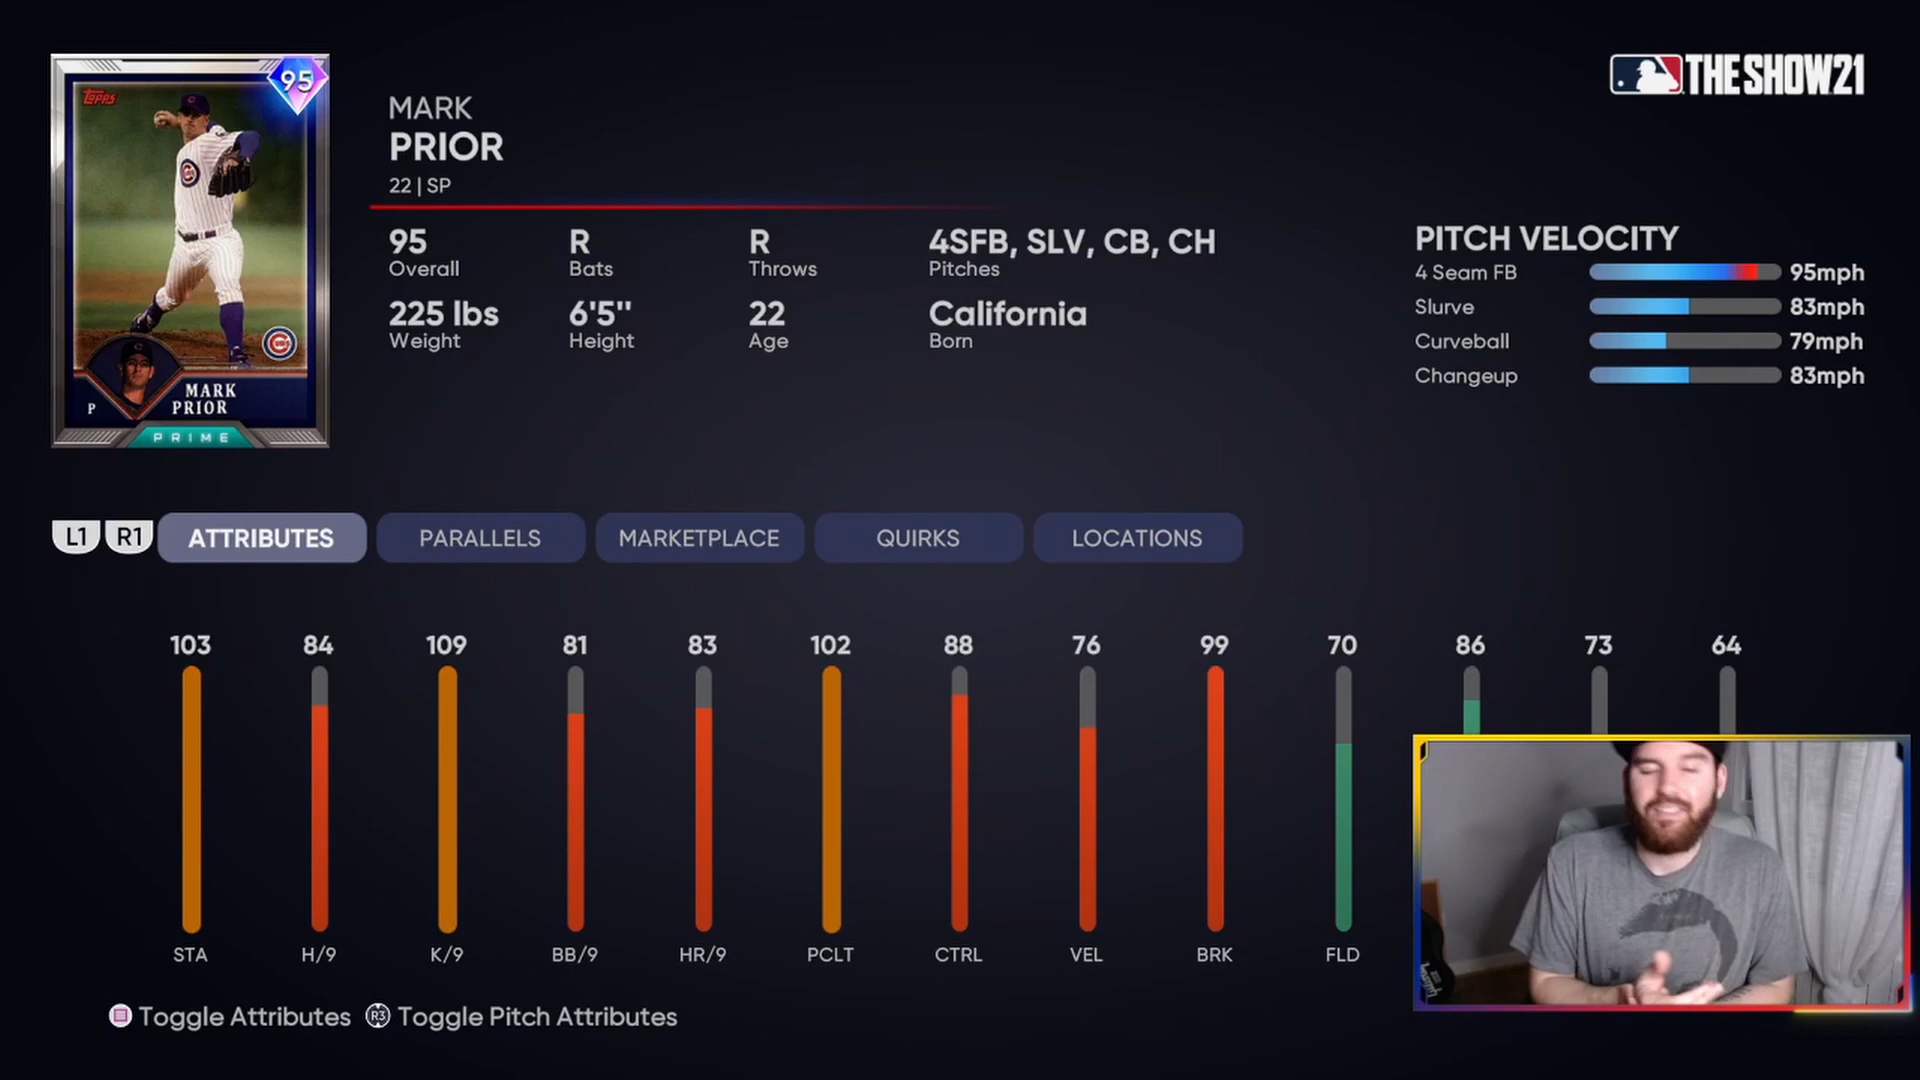 95
Topps
MARK
PRIOR
P
PRIME
MARK
PRIOR
22 | SP
THE SHOW21
95
Overall
R
Bats
R
Throws
4SFB, SLV, CB, CH
Pitches
225 lbs
Weight
6'5"
Height
22
Age
California
Born
PITCH VELOCITY
4 Seam FB 95mph
Slurve 83mph
Curveball 79mph
Changeup 83mph
L1 R1 ATTRIBUTES PARALLELS MARKETPLACE QUIRKS LOCATIONS
103 84 109 81 83 102 88 76 99 70 86 73 64
STA H/9 K/9 BB/9 HR/9 PCLT CTRL VEL BRK FLD
Toggle Attributes R3 Toggle Pitch Attributes